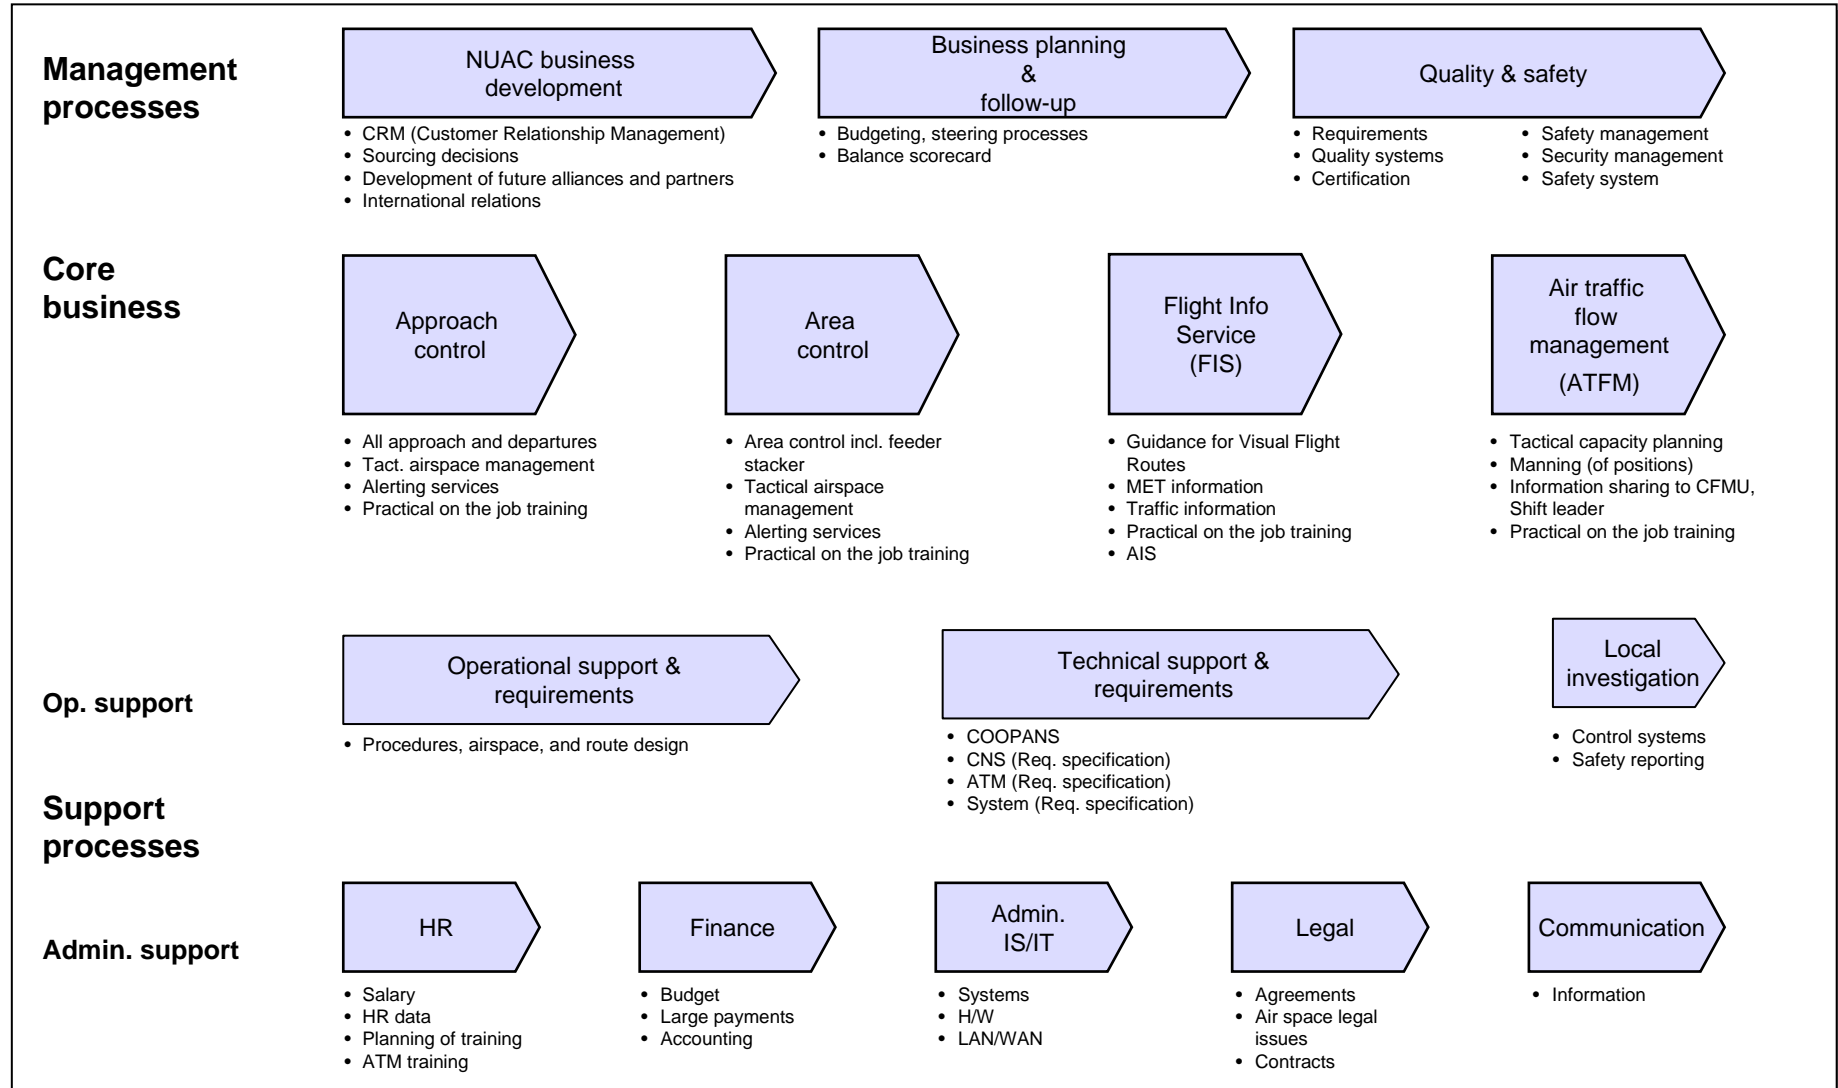 Management
processes
NUAC business
development
Business planning
&
follow-up
Quality & safety
• CRM (Customer Relationship Management)
• Sourcing decisions
• Development of future alliances and partners
• International relations
• Budgeting, steering processes
• Balance scorecard
• Requirements
• Quality systems
• Certification
• Safety management
• Security management
• Safety system
Core
business
Approach
control
Area
control
Flight Info
Service
(FIS)
Air traffic
flow
management
(ATFM)
• All approach and departures
• Tact. airspace management
• Alerting services
• Practical on the job training
• Area control incl. feeder
stacker
• Tactical airspace
management
• Alerting services
• Practical on the job training
• Guidance for Visual Flight
Routes
• MET information
• Traffic information
• Practical on the job training
• AIS
• Tactical capacity planning
• Manning (of positions)
• Information sharing to CFMU,
Shift leader
• Practical on the job training
Op. support
Operational support &
requirements
Technical support &
requirements
Local
investigation
• Procedures, airspace, and route design
• COOPANS
• CNS (Req. specification)
• ATM (Req. specification)
• System (Req. specification)
• Control systems
• Safety reporting
Support
processes
Admin. support
HR
Finance
Admin.
IS/IT
Legal
Communication
• Salary
• HR data
• Planning of training
• ATM training
• Budget
• Large payments
• Accounting
• Systems
• H/W
• LAN/WAN
• Agreements
• Air space legal
issues
• Contracts
• Information